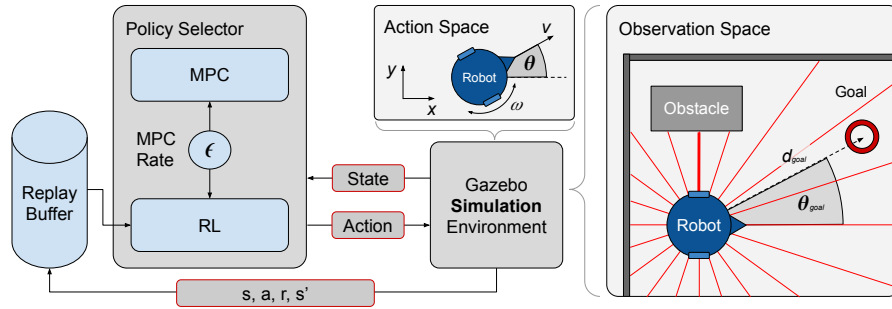 Policy Selector
MPC
MPC
Rate
ϵ
RL
Replay
Buffer
State
Action
s, a, r, s’
Action Space
y
x
Robot
v
θ
ω
Gazebo
Simulation
Environment
Observation Space
Obstacle
Goal
d_goal
θ_goal
Robot